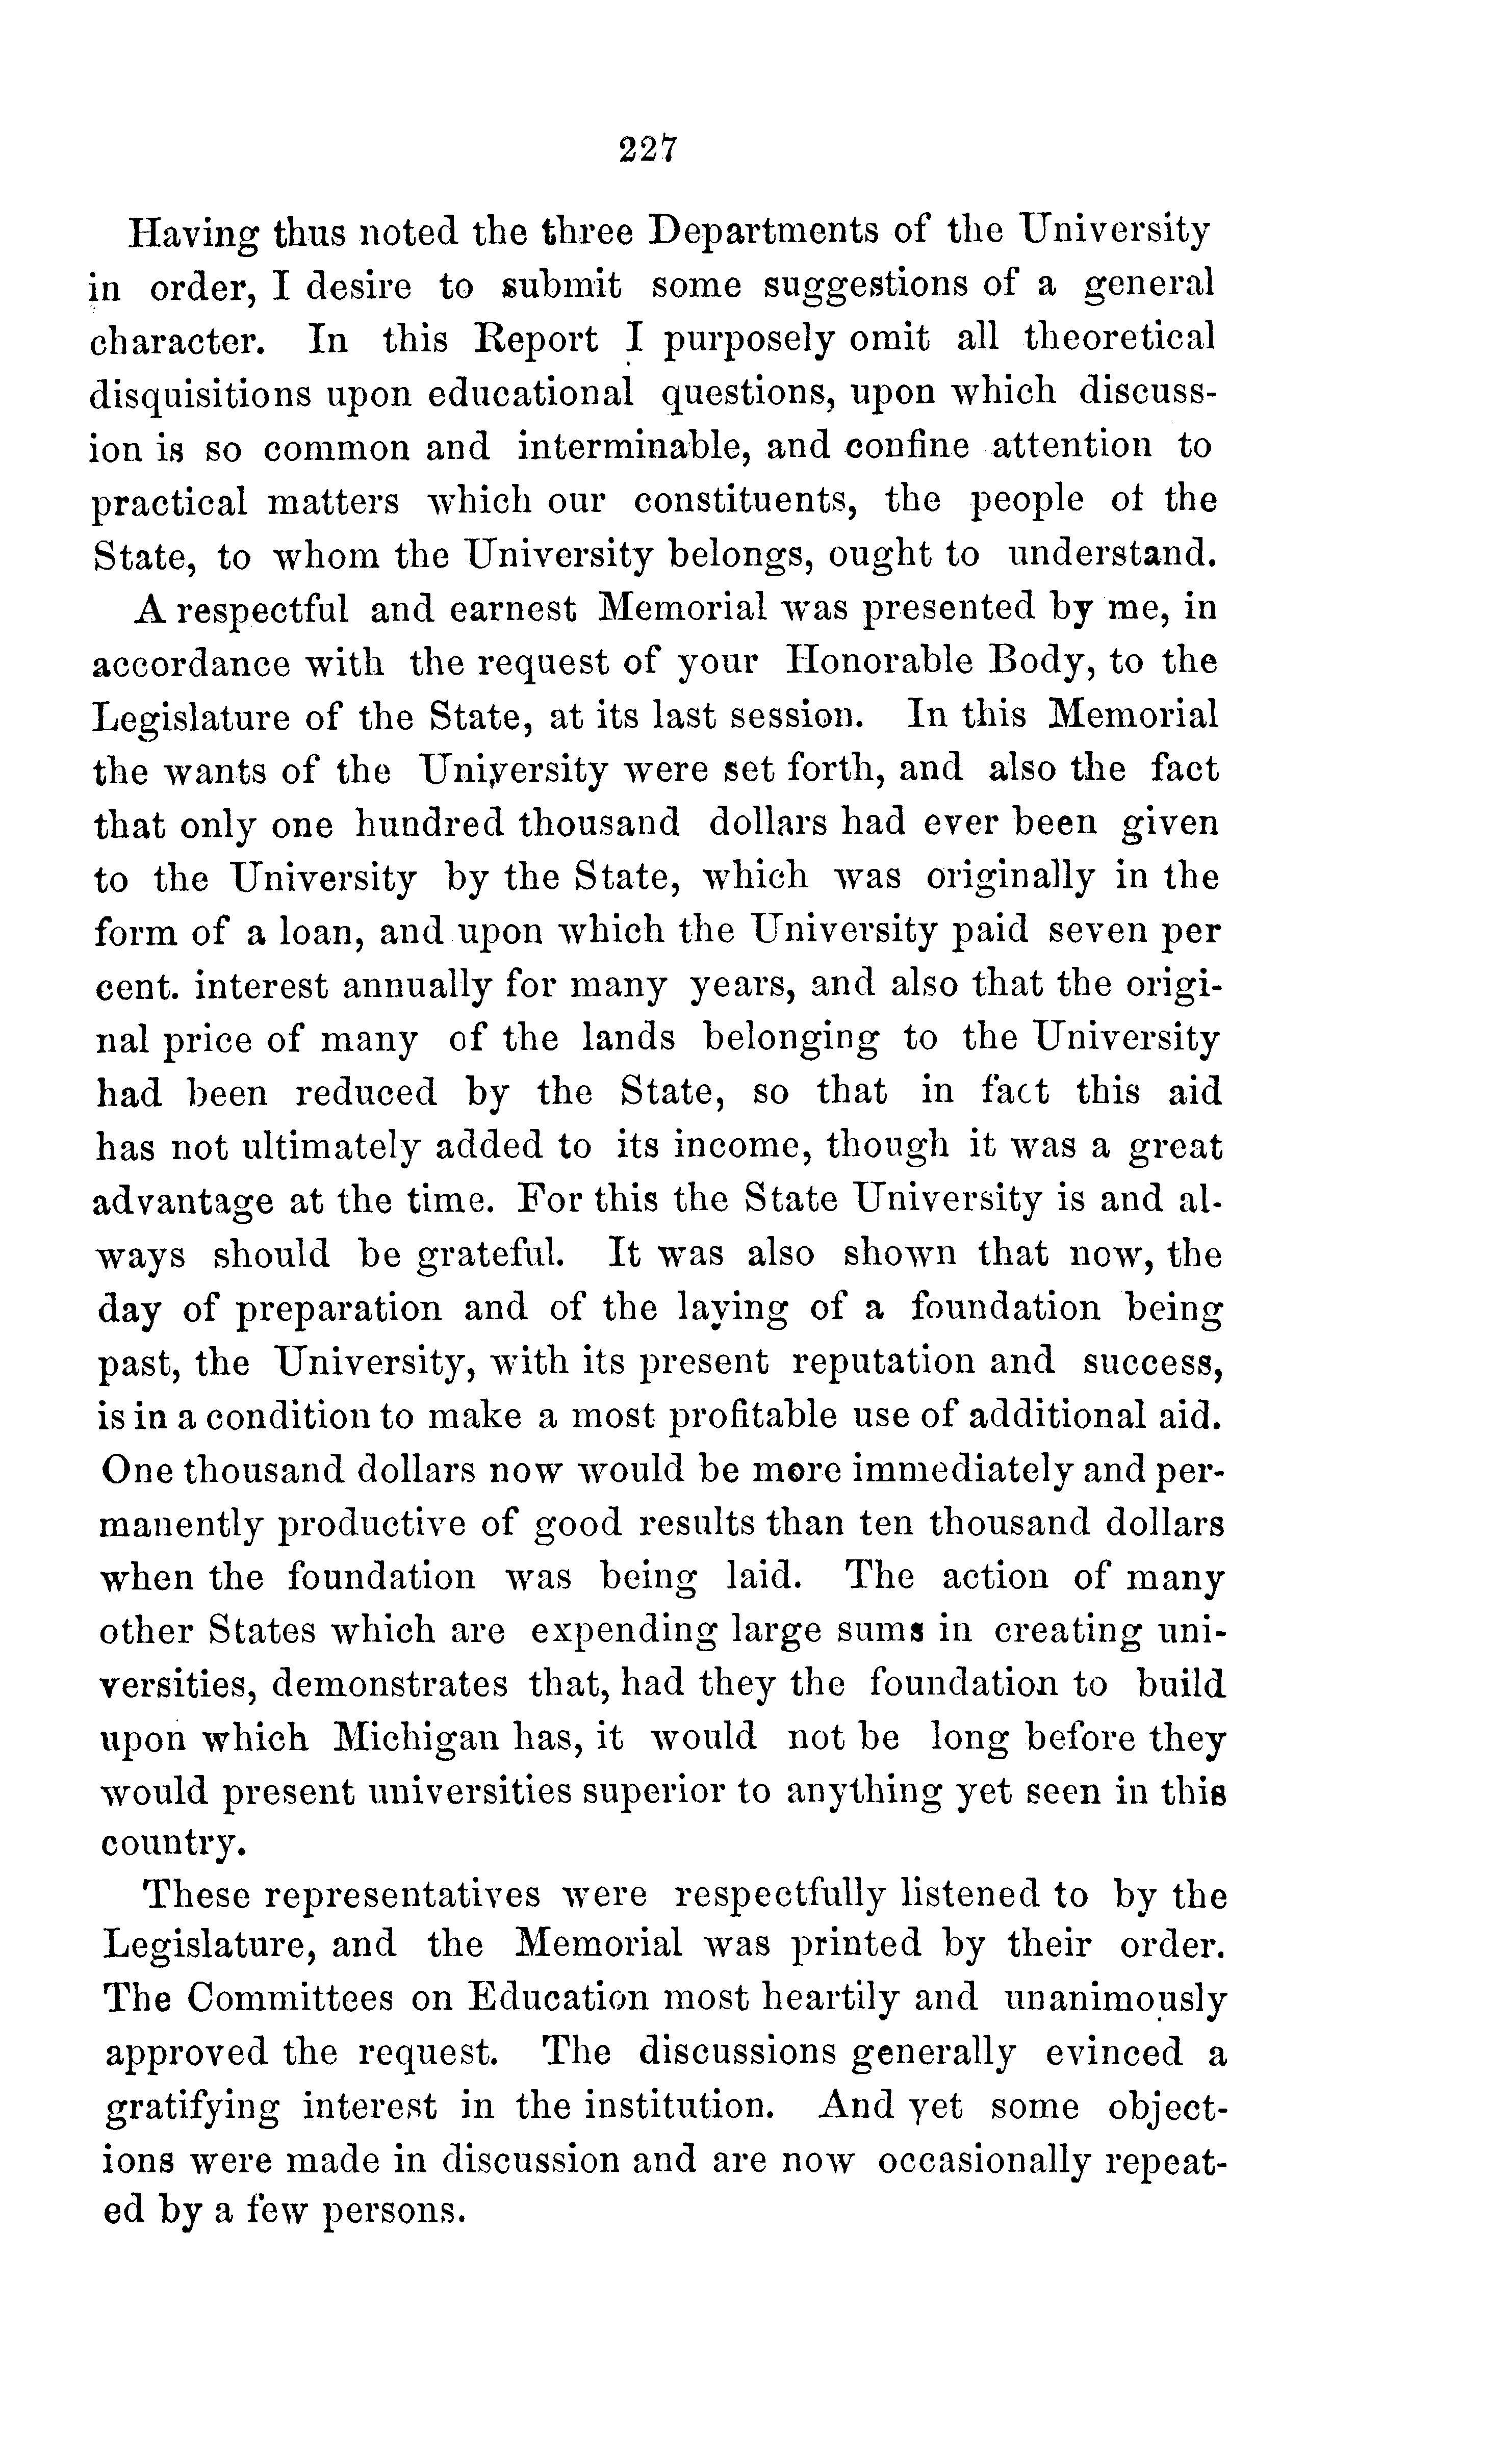 227
Having thus noted the three Departments of the University
in order, I desire to submit some suggestions of a general
character. In this Report I purposely omit all theoretical
disquisitions upon educational questions, upon which discuss-
ion is so common and interminable, and confine attention to
practical matters which our constituents, the people of the
State, to whom the University belongs, ought to understand.
A respectful and earnest Memorial was presented by me, in
accordance with the request of your Honorable Body, to the
Legislature of the State, at its last session. In this Memorial
the wants of the University were set forth, and also the fact
that only one hundred thousand dollars had ever been given
to the University by the State, which was originally in the
form of a loan, and upon which the University paid seven per
cent. interest annually for many years, and also that the origi-
nal price of many of the lands belonging to the University
had been reduced by the State, so that in fact this aid
has not ultimately added to its income, though it was a great
advantage at the time. For this the State University is and al-
ways should be grateful. It was also shown that now, the
day of preparation and of the laying of a foundation being
past, the University, with its present reputation and success,
is in a condition to make a most profitable use of additional aid.
One thousand dollars now would be more immediately and per-
manently productive of good results than ten thousand dollars
when the foundation was being laid. The action of many
other States which are expending large sums in creating uni-
versities, demonstrates that, had they the foundation to build
upon which Michigan has, it would not be long before they
would present universities superior to anything yet seen in this
country.
These representatives were respectfully listened to by the
Legislature, and the Memorial was printed by their order.
The Committees on Education most heartily and unanimously
approved the request. The discussions generally evinced a
gratifying interest in the institution. And yet some object-
ions were made in discussion and are now occasionally repeat-
ed by a few persons.